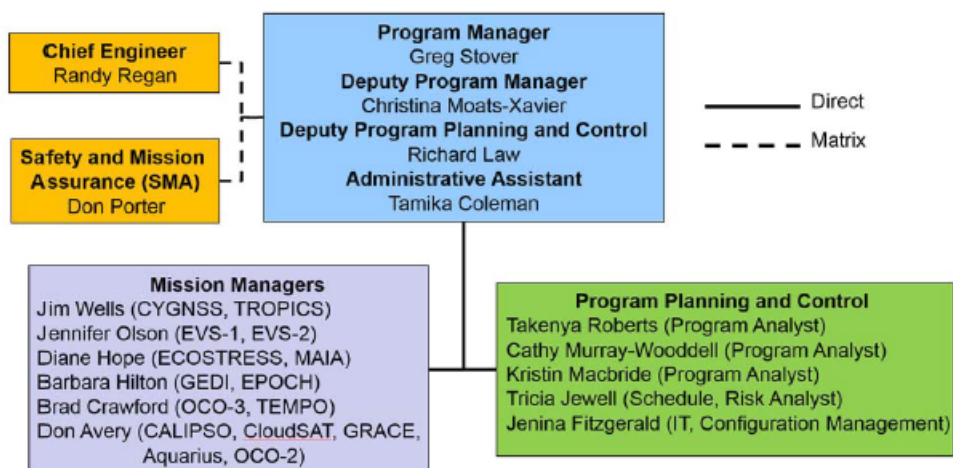 Chief Engineer
Randy Regan
Safety and Mission
Assurance (SMA)
Don Porter
Program Manager
Greg Stover
Deputy Program Manager
Christina Moats-Xavier
Deputy Program Planning and Control
Richard Law
Administrative Assistant
Tamika Coleman
Direct
Matrix
Mission Managers
Jim Wells (CYGNSS, TROPICS)
Jennifer Olson (EVS-1, EVS-2)
Diane Hope (ECOSTRESS, MAIA)
Barbara Hilton (GEDI, EPOCH)
Brad Crawford (OCO-3, TEMPO)
Don Avery (CALIPSO, CloudSAT, GRACE,
Aquarius, OCO-2)
Program Planning and Control
Takenya Roberts (Program Analyst)
Cathy Murray-Wooddell (Program Analyst)
Kristin Macbride (Program Analyst)
Tricia Jewell (Schedule, Risk Analyst)
Jenina Fitzgerald (IT, Configuration Management)